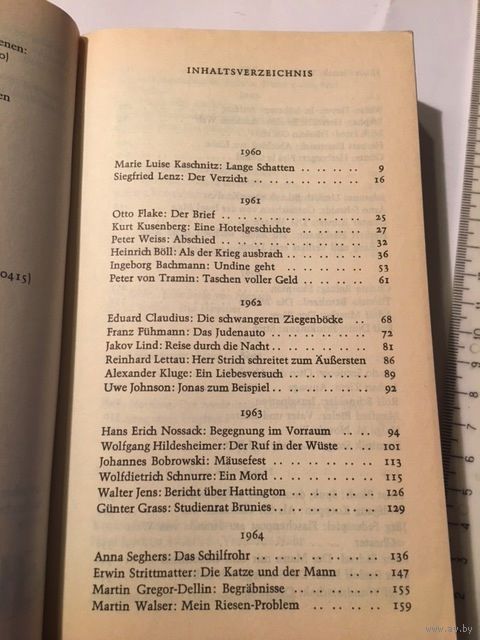 enen:
o)
en
0415)
INHALTSVERZEICHNIS
1960
Marie Luise Kaschnitz: Lange Schatten .. .. .. .. 9
Siegfried Lenz: Der Verzicht .. .. .. .. .. .. 16
1961
Otto Flake: Der Brief .. .. .. .. .. .. .. 25
Kurt Kusenberg: Eine Hotelgeschichte .. .. .. .. 27
Peter Weiss: Abschied .. .. .. .. .. .. .. 32
Heinrich Böll: Als der Krieg ausbrach .. .. .. .. 36
Ingeborg Bachmann: Undine geht .. .. .. .. .. 53
Peter von Tramin: Taschen voller Geld .. .. .. .. 61
1962
Eduard Claudius: Die schwangeren Ziegenböcke .. .. 68
Franz Fühmann: Das Judenauto .. .. .. .. .. 72
Jakov Lind: Reise durch die Nacht .. .. .. .. .. 81
Reinhard Lettau: Herr Strich schreitet zum Äußersten 86
Alexander Kluge: Ein Liebesversuch .. .. .. .. .. 89
Uwe Johnson: Jonas zum Beispiel .. .. .. .. .. 92
1963
Hans Erich Nossack: Begegnung im Vorraum .. .. 94
Wolfgang Hildesheimer: Der Ruf in der Wüste .. .. 101
Johannes Bobrowski: Mäusefest .. .. .. .. .. 113
Wolfdietrich Schnurre: Ein Mord .. .. .. .. .. 115
Walter Jens: Bericht über Hattington .. .. .. .. 126
Günter Grass: Studienrat Brunies .. .. .. .. .. 129
1964
Anna Seghers: Das Schilfrohr .. .. .. .. .. .. 136
Erwin Strittmatter: Die Katze und der Mann .. .. .. 147
Martin Gregor-Dellin: Begräbnisse .. .. .. .. .. 155
Martin Walser: Mein Riesen-Problem .. .. .. .. 159
www.av.by